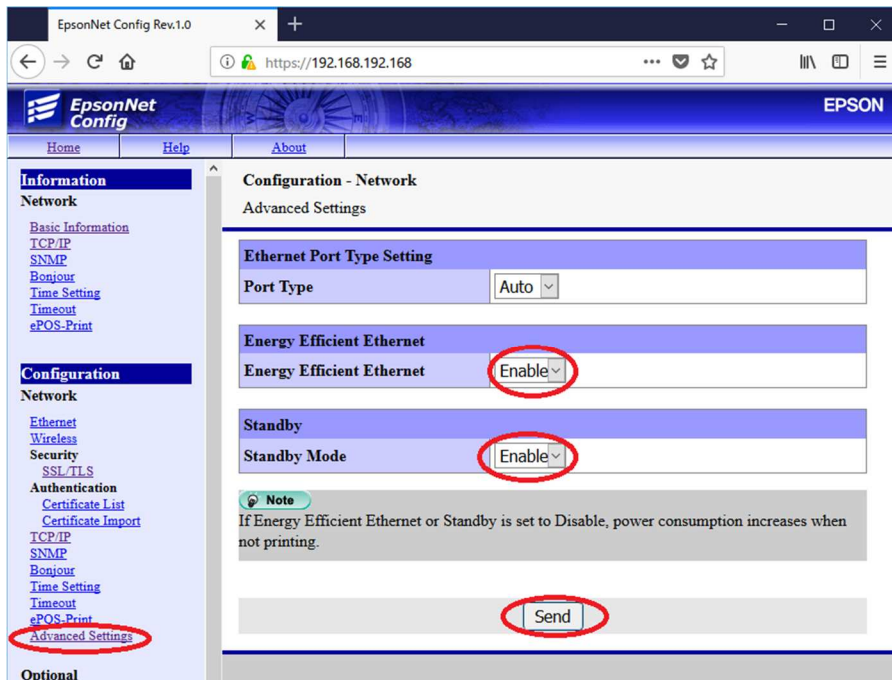 EpsonNet Config Rev.1.0
https://192.168.192.168
EpsonNet
Config
EPSON
Home Help About
Information
Network
Basic Information
TCP/IP
SNMP
Bonjour
Time Setting
Timeout
ePOS-Print
Configuration
Network
Ethernet
Wireless
Security
SSL/TLS
Authentication
Certificate List
Certificate Import
TCP/IP
SNMP
Bonjour
Time Setting
Timeout
ePOS-Print
Advanced Settings
Optional
Configuration - Network
Advanced Settings
Ethernet Port Type Setting
Port Type Auto
Energy Efficient Ethernet
Energy Efficient Ethernet Enable
Standby
Standby Mode Enable
Note
If Energy Efficient Ethernet or Standby is set to Disable, power consumption increases when
not printing.
Send